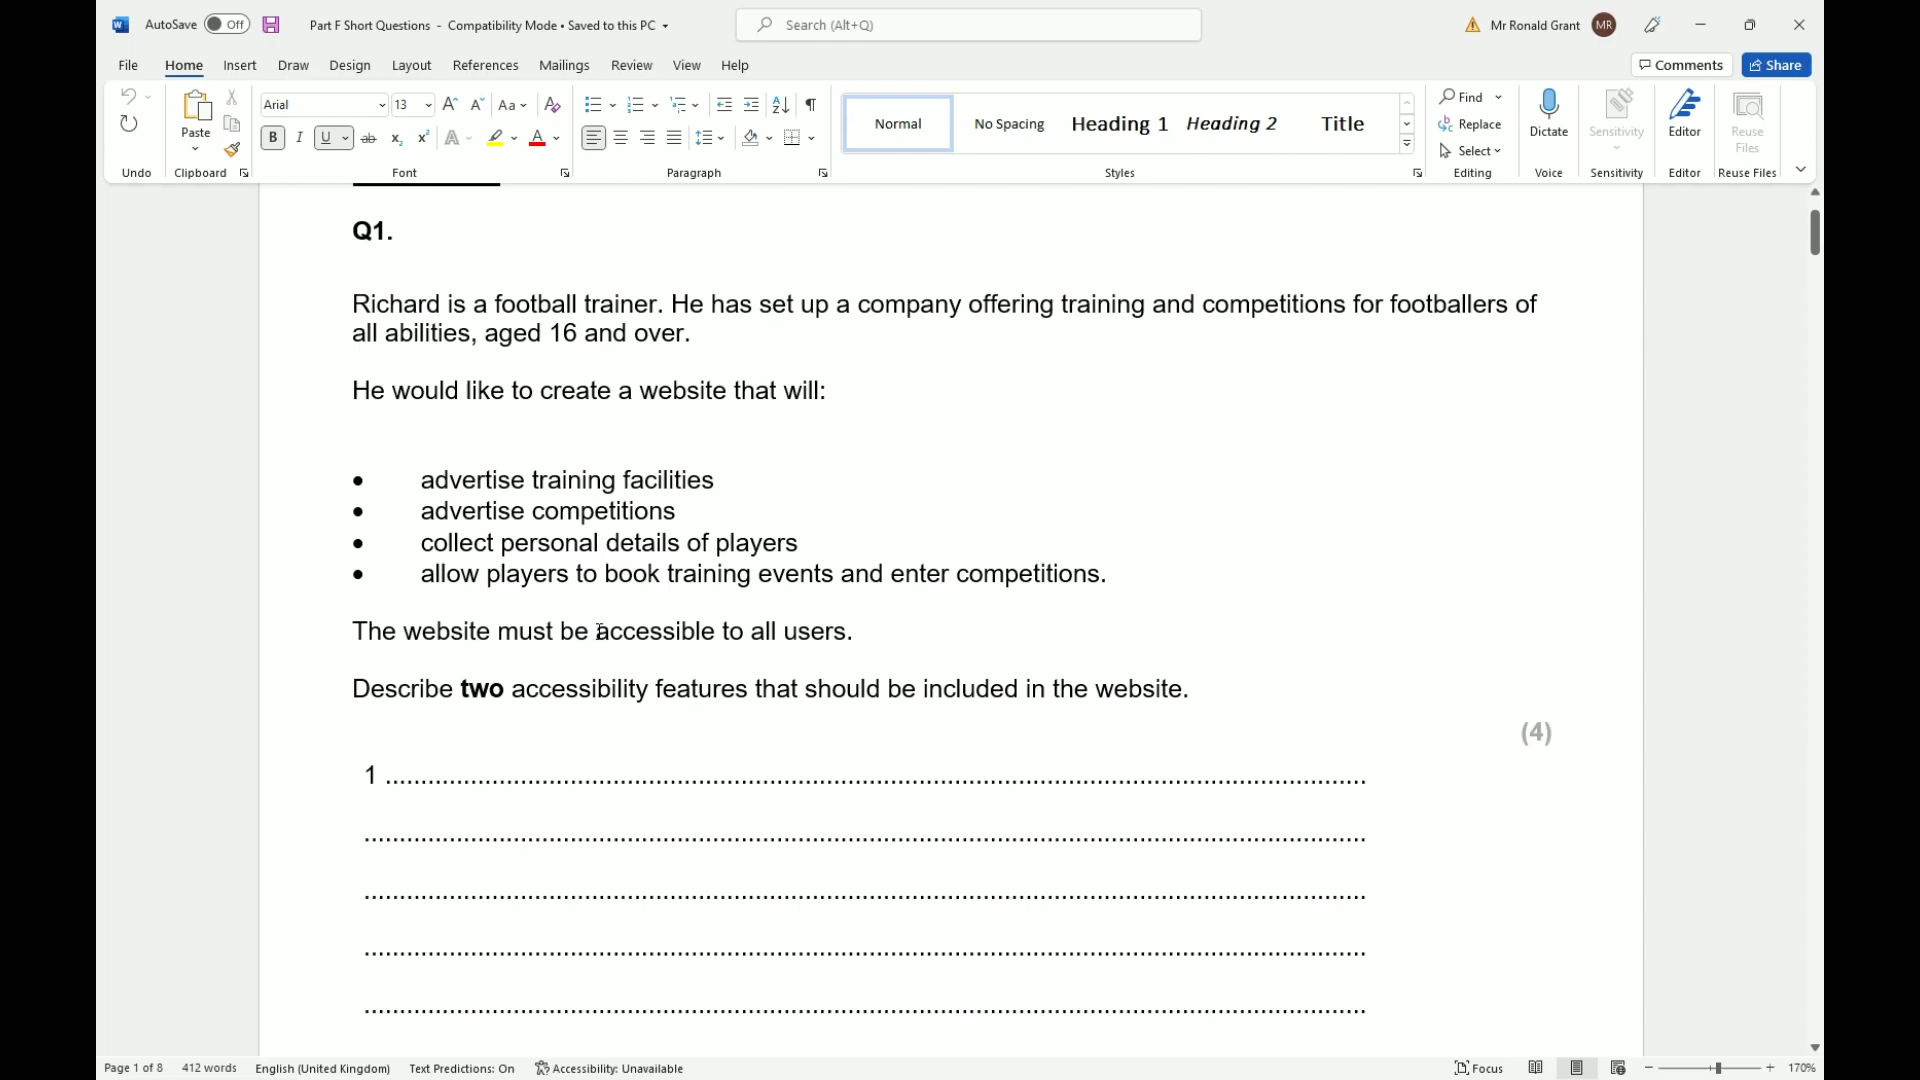 AutoSave Off Part F Short Questions - Compatibility Mode • Saved to this PC Search (Alt+Q) Mr Ronald Grant MR
File Home Insert Draw Design Layout References Mailings Review View Help Comments Share
Arial 13 Aa Find
Paste Normal No Spacing Heading 1 Heading 2 Title Replace Dictate Sensitivity Editor Reuse Files
B I U ab x₂ x² A A Select
Undo Clipboard Font Paragraph Styles Editing Voice Sensitivity Editor Reuse Files
Q1.
Richard is a football trainer. He has set up a company offering training and competitions for footballers of
all abilities, aged 16 and over.
He would like to create a website that will:
• advertise training facilities
• advertise competitions
• collect personal details of players
• allow players to book training events and enter competitions.
The website must be accessible to all users.
Describe two accessibility features that should be included in the website.
(4)
1 ................................................................
................................................................
................................................................
................................................................
................................................................
Page 1 of 8 412 words English (United Kingdom) Text Predictions: On Accessibility: Unavailable Focus 170%